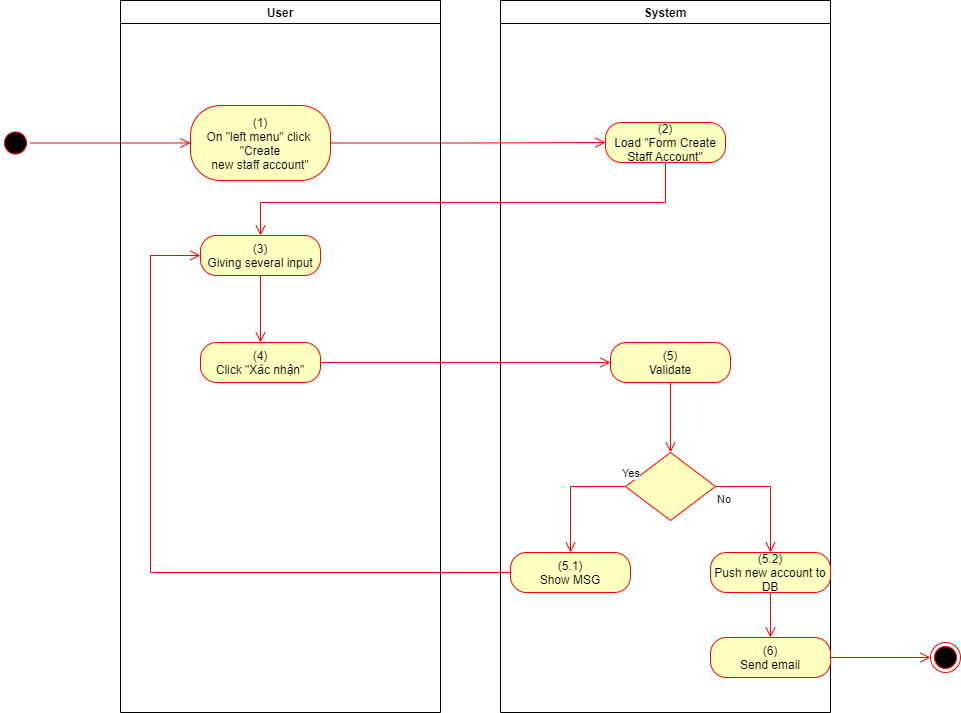 User
System
(1)
On "left menu" click
"Create
new staff account"
(2)
Load "Form Create
Staff Account"
(3)
Giving several input
(4)
Click "Xác nhận"
(5)
Validate
Yes
No
(5.1)
Show MSG
(5.2)
Push new account to
DB
(6)
Send email